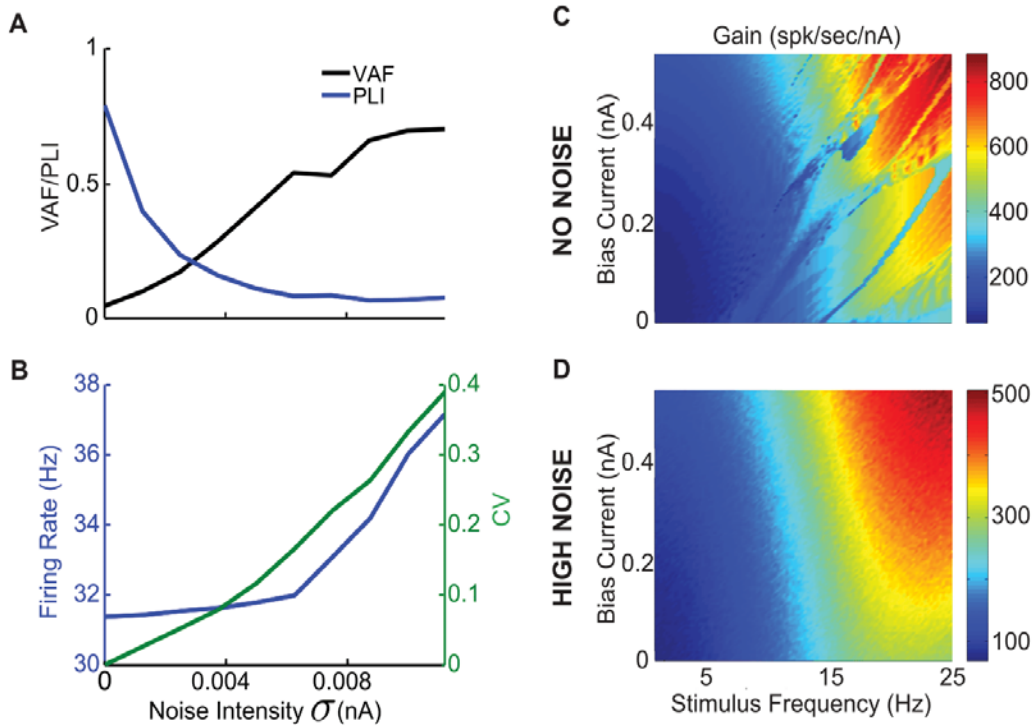 A
1
VAF
PLI
VAF/PLI
0.5
0
B
38
0.4
36
0.3
Firing Rate (Hz)
34
0.2
CV
32
0.1
30
0
0
0.004
0.008
Noise Intensity σ (nA)
C
Gain (spk/sec/nA)
NO NOISE
Bias Current (nA)
0.4
0.2
0
800
600
400
200
D
HIGH NOISE
Bias Current (nA)
0.4
0.2
0
500
300
100
5
15
25
Stimulus Frequency (Hz)